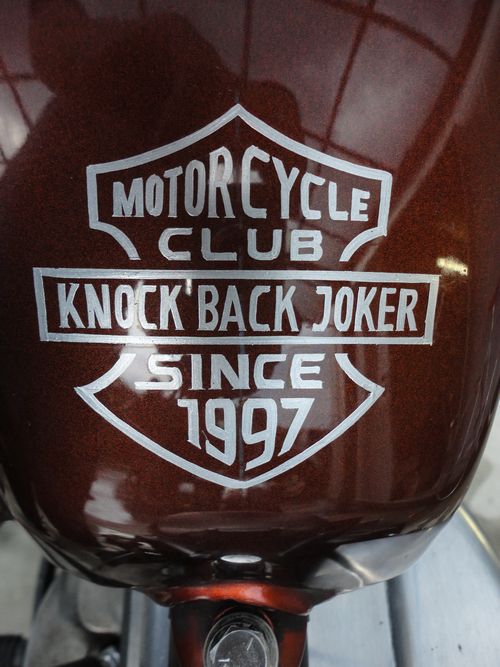 MOTORCYCLE
CLUB
KNOCK BACK JOKER
SINCE
1997